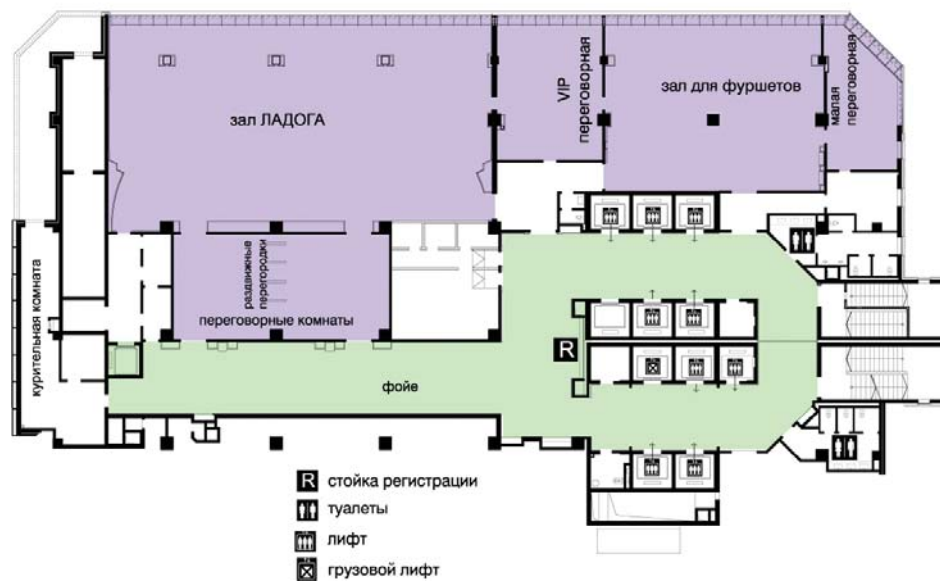 зал ЛАДОГА
VIP
переговорная
зал для фуршетов
малая
переговорная
раздвижные
перегородки
переговорные комнаты
курительная комната
R
фойе
R стойка регистрации
туалеты
лифт
грузовой лифт